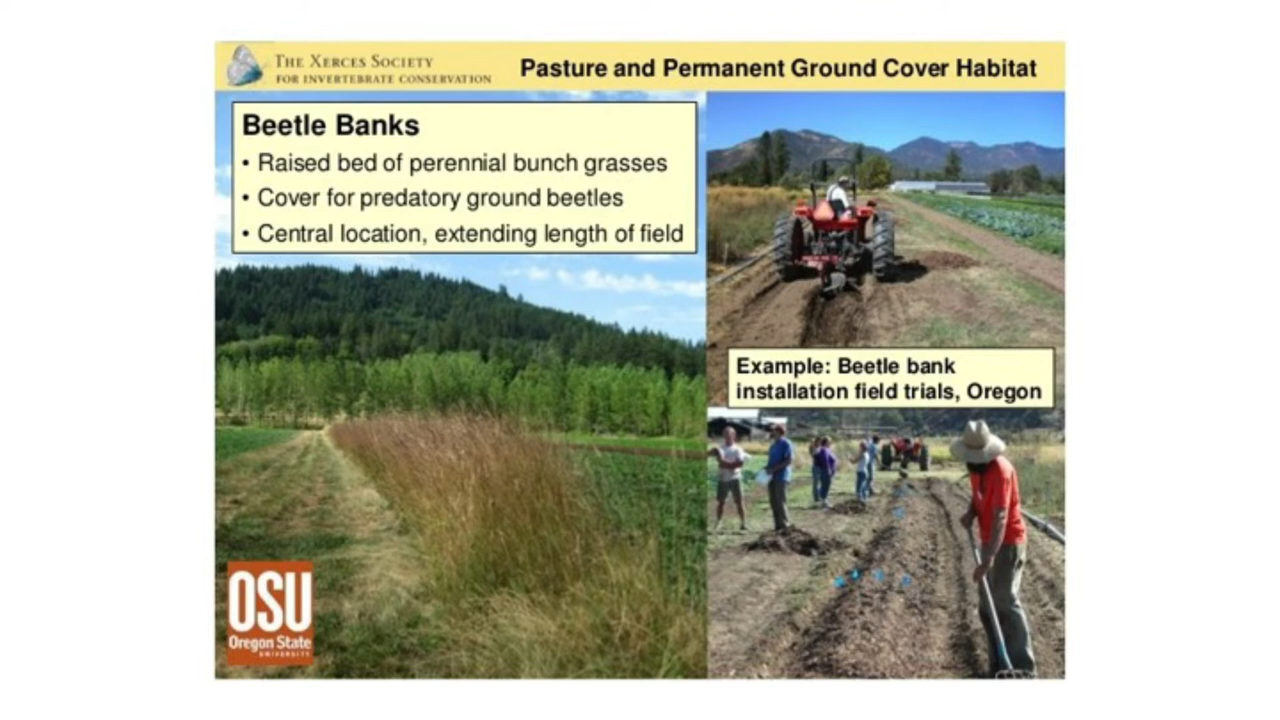 THE XERCES SOCIETY
FOR INVERTEBRATE CONSERVATION
Pasture and Permanent Ground Cover Habitat
Beetle Banks
• Raised bed of perennial bunch grasses
• Cover for predatory ground beetles
• Central location, extending length of field
Example: Beetle bank
installation field trials, Oregon
OSU
Oregon State
UNIVERSITY